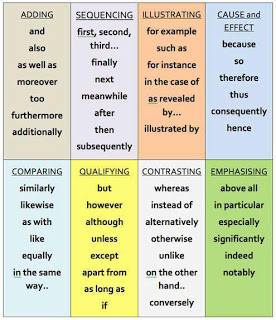 ADDING
and
also
as well as
moreover
too
furthermore
additionally
SEQUENCING
first, second,
third...
finally
next
meanwhile
after
then
subsequently
ILLUSTRATING
for example
such as
for instance
in the case of
as revealed
by...
illustrated by
CAUSE and
EFFECT
because
so
therefore
thus
consequently
hence
COMPARING
similarly
likewise
as with
like
equally
in the same
way..
QUALIFYING
but
however
although
unless
except
apart from
as long as
if
CONTRASTING
whereas
instead of
alternatively
otherwise
unlike
on the other
hand..
conversely
EMPHASISING
above all
in particular
especially
significantly
indeed
notably